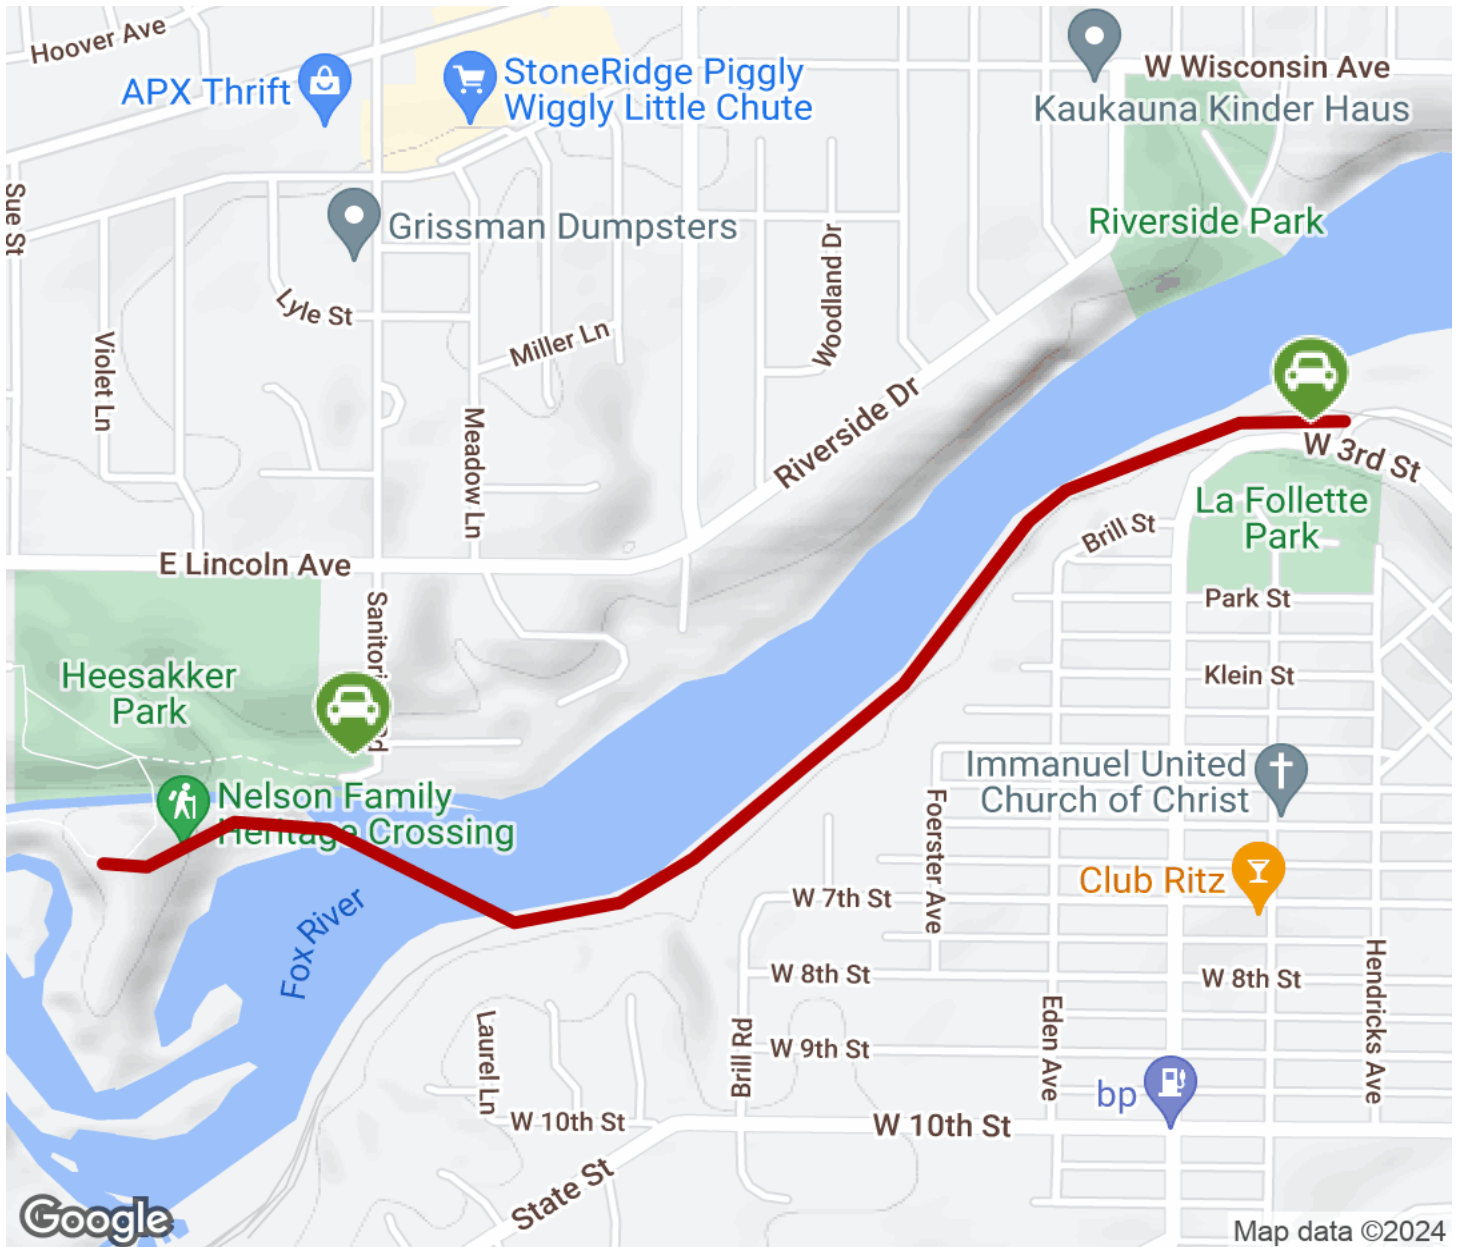 Hoover Ave
APX Thrift
StoneRidge Piggly
Wiggly Little Chute
W Wisconsin Ave
Kaukauna Kinder Haus
Sue St
Grissman Dumpsters
Riverside Park
Woodland Dr
Lyle St
Miller Ln
Violet Ln
Riverside Dr
Meadow Ln
W 3rd St
La Follette
Park
Brill St
E Lincoln Ave
Park St
Heesakker
Park
Klein St
Immanuel United
Church of Christ
Nelson Family
Heritage Crossing
Foerster Ave
Club Ritz
W 7th St
Fox River
W 8th St
W 8th St
Hendricks Ave
Laurel Ln
Brill Rd
W 9th St
Eden Ave
bp
W 10th St
W 10th St
State St
Google
Map data ©2024